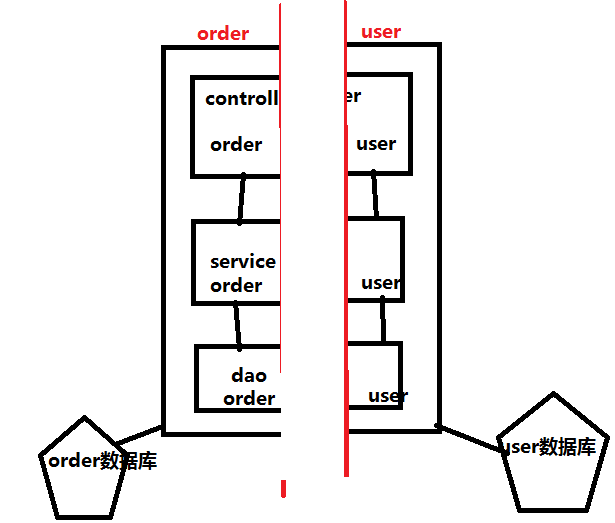 order
user
controll
er
order
user
service
order
user
dao
order
user
order数据库
user数据库